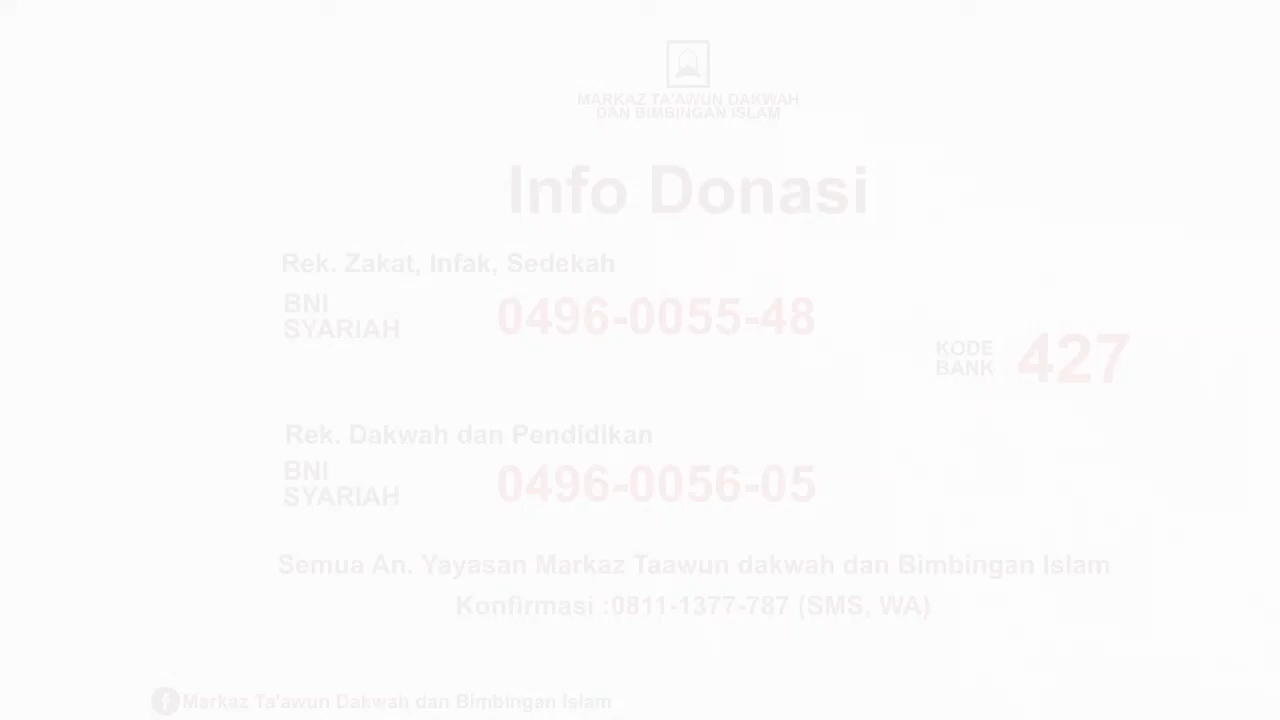 MARKAZ TA'AWUN DAKWAH
DAN BIMBINGAN ISLAM
Info Donasi
Rek. Zakat, Infak, Sedekah
BNI
SYARIAH
0496-0055-48
KODE
BANK
427
Rek. Dakwah dan Pendidikan
BNI
SYARIAH
0496-0056-05
Semua An. Yayasan Markaz Taawun dakwah dan Bimbingan Islam
Konfirmasi :0811-1377-787 (SMS, WA)
Markaz Ta'awun Dakwah dan Bimbingan Islam